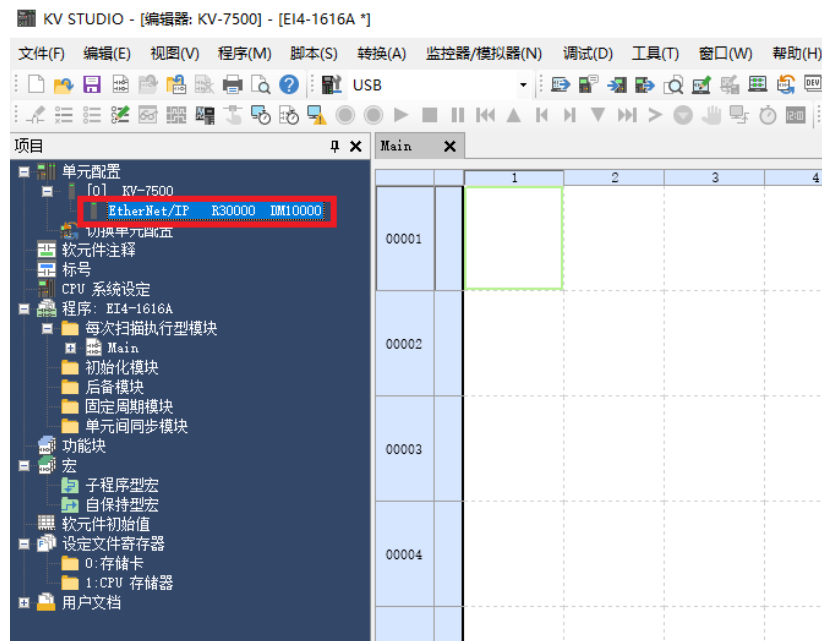 KV STUDIO - [编辑器: KV-7500] - [EI4-1616A *]
文件(F) 编辑(E) 视图(V) 程序(M) 脚本(S) 转换(A) 监控器/模拟器(N) 调试(D) 工具(T) 窗口(W) 帮助(H)
USB
项目
Main
单元配置
[0] KV-7500
EtherNet/IP R30000 DM10000
切换单元配置
软元件注释
标号
CPU 系统设定
程序: EI4-1616A
每次扫描执行型模块
Main
初始化模块
后备模块
固定周期模块
单元间同步模块
功能块
宏
子程序型宏
自保持型宏
软元件初始值
设定文件寄存器
0:存储卡
1:CPU 存储器
用户文档
1 2 3 4
00001
00002
00003
00004